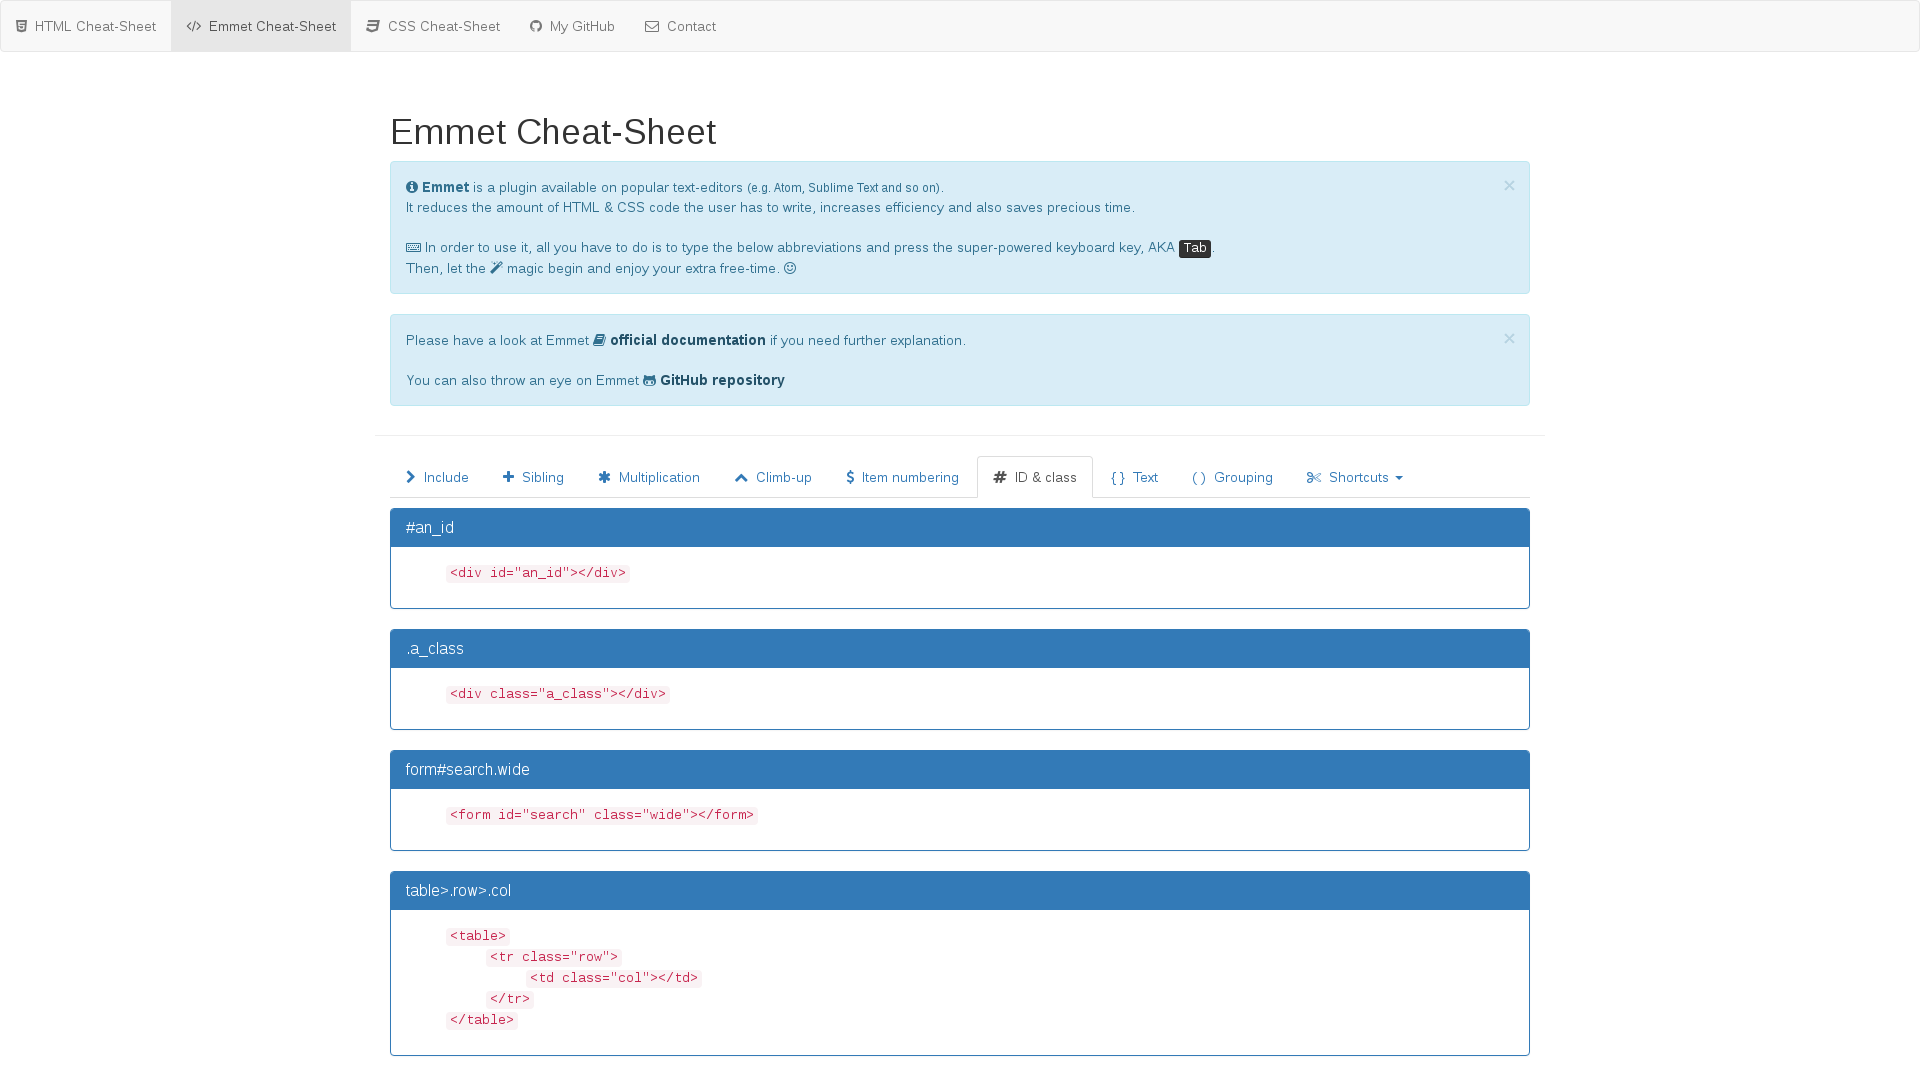 HTML Cheat-Sheet
</> Emmet Cheat-Sheet
CSS Cheat-Sheet
My GitHub
Contact
Emmet Cheat-Sheet
Emmet is a plugin available on popular text-editors (e.g. Atom, Sublime Text and so on).
It reduces the amount of HTML & CSS code the user has to write, increases efficiency and also saves precious time.
In order to use it, all you have to do is to type the below abbreviations and press the super-powered keyboard key, AKA Tab.
Then, let the magic begin and enjoy your extra free-time.
×
Please have a look at Emmet official documentation if you need further explanation.
You can also throw an eye on Emmet GitHub repository
×
Include
Sibling
Multiplication
Climb-up
$ Item numbering
# ID & class
{ } Text
( ) Grouping
Shortcuts
#an_id
<div id="an_id"></div>
.a_class
<div class="a_class"></div>
form#search.wide
<form id="search" class="wide"></form>
table>.row>.col
<table>
<tr class="row">
<td class="col"></td>
</tr>
</table>